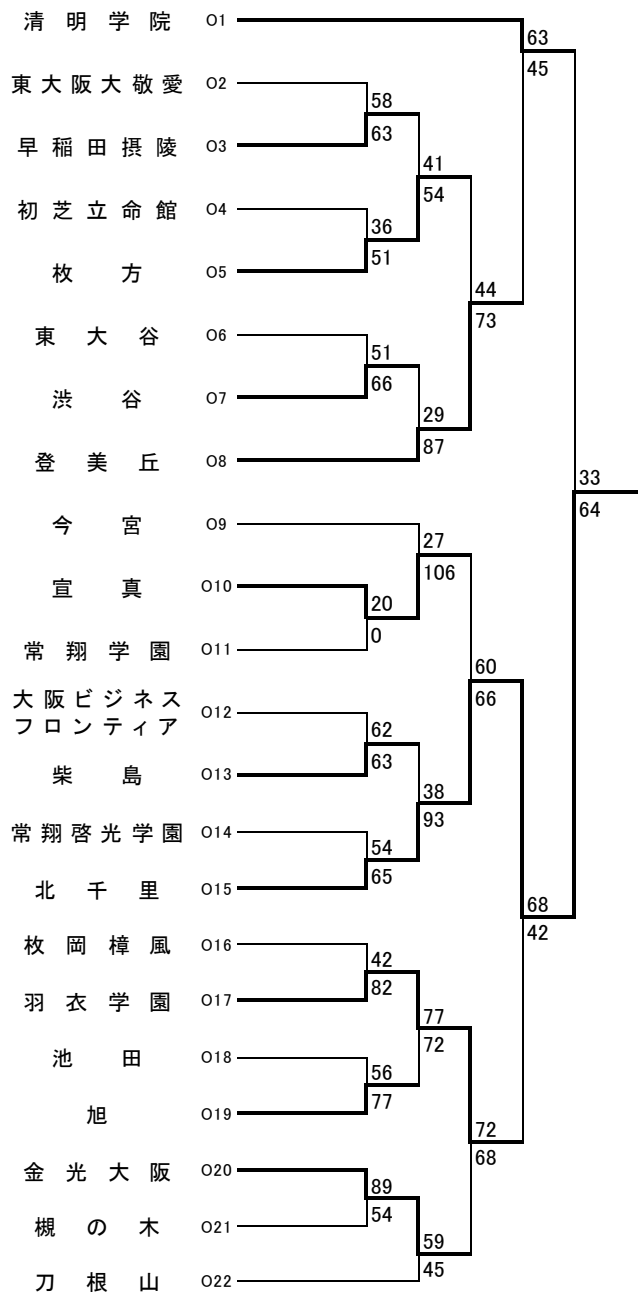 清明学院 O1
63
45
東大阪大敬愛 O2
58
63
早稲田摂陵 O3
41
54
初芝立命館 O4
36
51
枚方 O5
44
73
東大谷 O6
51
66
渋谷 O7
29
87
登美丘 O8
33
64
今宮 O9
27
106
宣真 O10
20
0
常翔学園 O11
60
66
大阪ビジネス
フロンティア O12
62
63
柴島 O13
38
93
常翔啓光学園 O14
54
65
北千里 O15
68
42
枚岡樟風 O16
42
82
羽衣学園 O17
77
72
池田 O18
56
77
旭 O19
72
68
金光大阪 O20
89
54
槻の木 O21
59
45
刀根山 O22